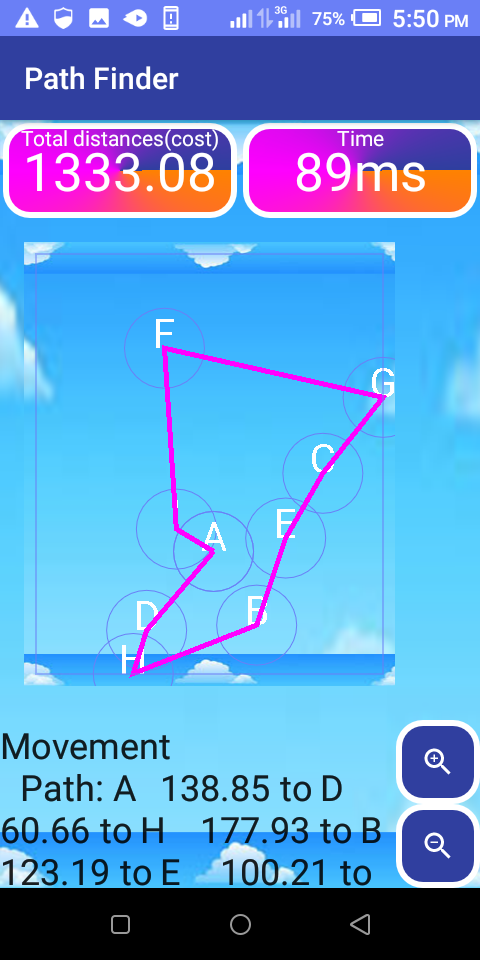 3G 75% 5:50 PM
Path Finder
Total distances(cost)
1333.08
Time
89ms
F
G
C
A
E
D
B
H
Movement
Path: A 138.85 to D
60.66 to H 177.93 to B
123.19 to E 100.21 to